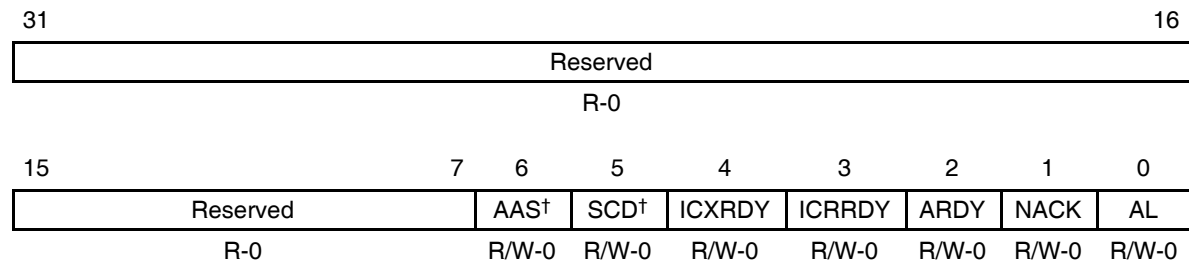 31 16
Reserved
R-0
15 7 6 5 4 3 2 1 0
Reserved AAS† SCD† ICXRDY ICRRDY ARDY NACK AL
R-0 R/W-0 R/W-0 R/W-0 R/W-0 R/W-0 R/W-0 R/W-0